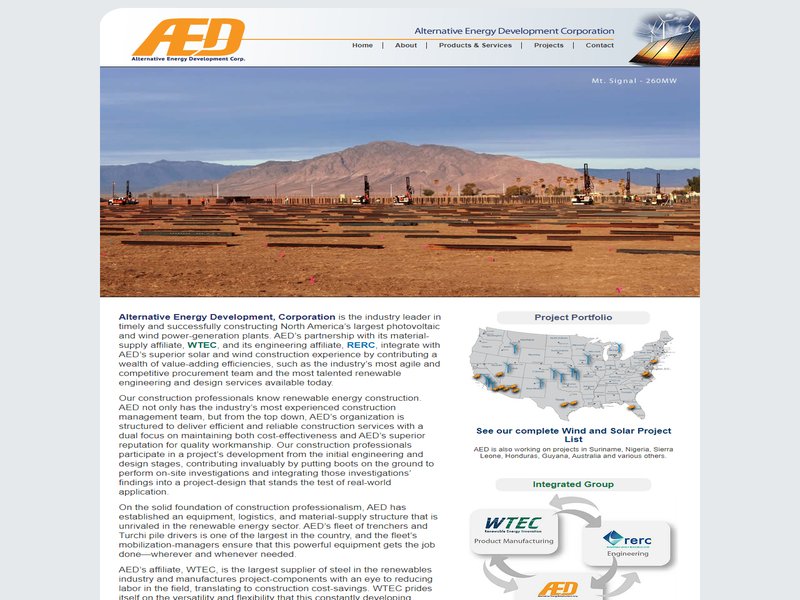 AED
Alternative Energy Development Corp.
Alternative Energy Development Corporation
Home | About | Products & Services | Projects | Contact
Mt. Signal - 260MW
Alternative Energy Development, Corporation is the industry leader in
timely and successfully constructing North America's largest photovoltaic
and wind power-generation plants. AED's partnership with its material-
supply affiliate, WTEC, and its engineering affiliate, RERC, integrate with
AED's superior solar and wind construction experience by contributing a
wealth of value-adding efficiencies, such as the industry's most agile and
competitive procurement team and the most talented renewable
engineering and design services available today.
Our construction professionals know renewable energy construction.
AED not only has the industry's most experienced construction
management team, but from the top down, AED's organization is
structured to deliver efficient and reliable construction services with a
dual focus on maintaining both cost-effectiveness and AED's superior
reputation for quality workmanship. Our construction professionals
participate in a project's development from the initial engineering and
design stages, contributing invaluably by putting boots on the ground to
perform on-site investigations and integrating those investigations'
findings into a project-design that stands the test of real-world
application.
On the solid foundation of construction professionalism, AED has
established an equipment, logistics, and material-supply structure that is
unrivaled in the renewable energy sector. AED's fleet of trenchers and
Turchi pile drivers is one of the largest in the country, and the fleet's
mobilization-managers ensure that this powerful equipment gets the job
done—wherever and whenever needed.
AED's affiliate, WTEC, is the largest supplier of steel in the renewables
industry and manufactures project-components with an eye to reducing
labor in the field, translating to construction cost-savings. WTEC prides
itself on the versatility and flexibility that this constantly developing
Project Portfolio
See our complete Wind and Solar Project
List
AED is also working on projects in Suriname, Nigeria, Sierra
Leone, Honduras, Guyana, Australia and various others.
Integrated Group
WTEC
Renewable Energy Innovation
Product Manufacturing
rerc
Engineering
AED